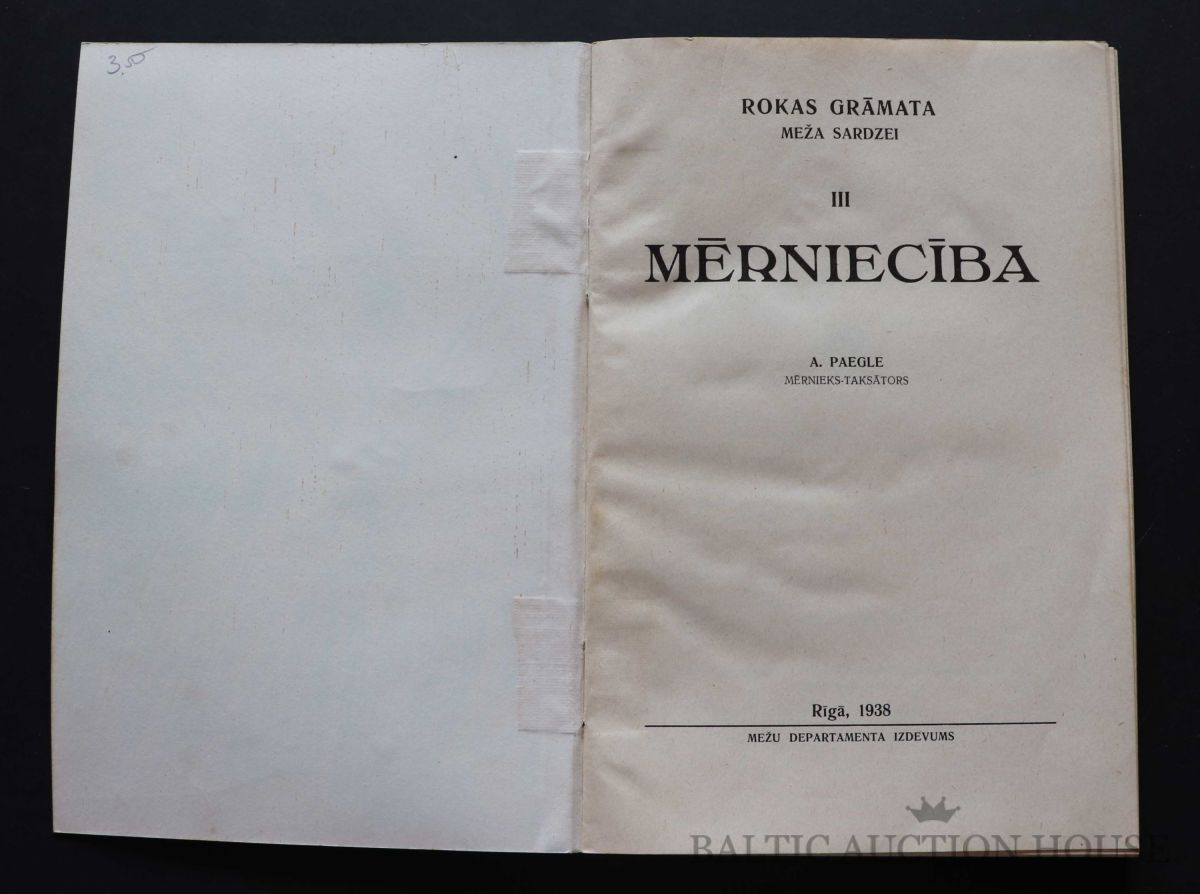 3.50
ROKAS GRĀMATA
MEŽA SARDZEI
III
MĒRNIECĪBA
A. PAEGLE
MĒRNIEKS-TAKSĀTORS
Rīgā, 1938
MEŽU DEPARTAMENTA IZDEVUMS
BALTIC AUCTION HOUSE